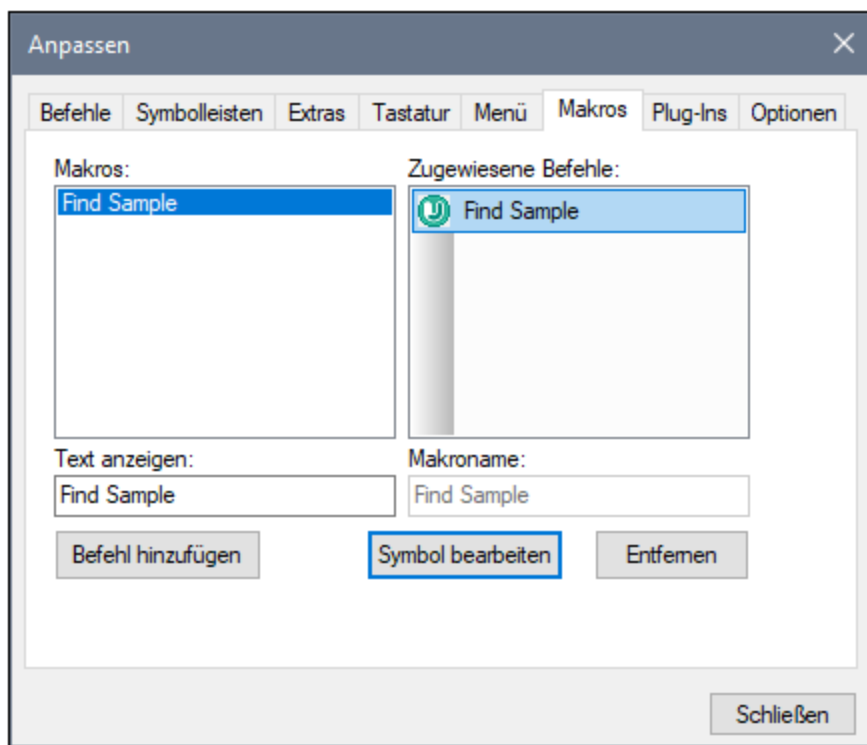 Anpassen
Befehle Symbolleisten Extras Tastatur Menü Makros Plug-Ins Optionen
Makros: Zugewiesene Befehle:
Find Sample Find Sample
Text anzeigen: Makroname:
Find Sample Find Sample
Befehl hinzufügen Symbol bearbeiten Entfernen
Schließen